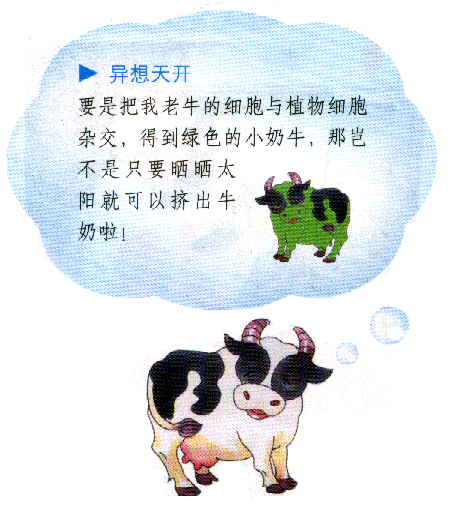 ▶ 异想天开
要是把我老牛的细胞与植物细胞
杂交，得到绿色的小奶牛，那岂
不是只要晒晒太
阳就可以挤出牛
奶啦！